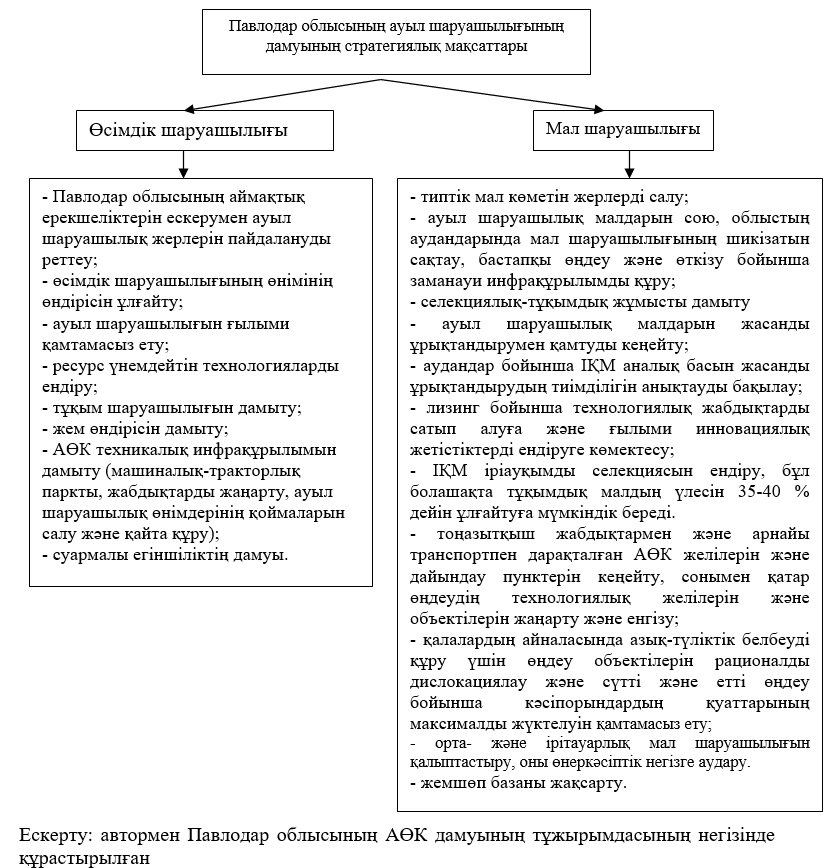 Павлодар облысының ауыл шаруашылығының
дамуының стратегиялық мақсаттары
Өсімдік шаруашылығы
Мал шаруашылығы
- Павлодар облысының аймақтық
ерекшеліктерін ескерумен ауыл
шаруашылық жерлерін пайдалануды
реттеу;
- өсімдік шаруашылығының өнімінің
өндірісін ұлғайту;
- ауыл шаруашылығын ғылыми
қамтамасыз ету;
- ресурс үнемдейтін технологияларды
ендіру;
- тұқым шаруашылығын дамыту;
- жем өндірісін дамыту;
- АӨК техникалық инфрақұрылымын
дамыту (машиналық-тракторлық
паркты, жабдықтарды жаңарту, ауыл
шаруашылық өнімдерінің қоймаларын
салу және қайта құру);
- суармалы егіншіліктің дамуы.
- типтік мал көметін жерлерді салу;
- ауыл шаруашылық малдарын сою, облыстың
аудандарында мал шаруашылығының шикізатын
сақтау, бастапқы өңдеу және өткізу бойынша
заманауи инфрақұрылымды құру;
- селекциялық-тұқымдық жұмысты дамыту
- ауыл шаруашылық малдарын жасанды
ұрықтандырумен қамтуды кеңейту;
- аудандар бойынша ІҚМ аналық басын жасанды
ұрықтандырудың тиімділігін анықтауды бақылау;
- лизинг бойынша технологиялық жабдықтарды
сатып алуға және ғылыми инновациялық
жетістіктерді ендіруге көмектесу;
- ІҚМ іріауқымды селекциясын ендіру, бұл
болашақта тұқымдық малдың үлесін 35-40 %
дейін ұлғайтуға мүмкіндік береді.
- тоңазытқыш жабдықтармен және арнайы
транспортпен дарақталған АӨК желілерін және
дайындау пунктерін кеңейту, сонымен қатар
өңдеудің технологиялық желілерін және
объектілерін жаңарту және енгізу;
- қалалардың айналасында азық-түліктік белбеуді
құру үшін өңдеу объектілерін рационалды
дислокациялау және сүтті және етті өңдеу
бойынша кәсіпорындардың қуаттарының
максималды жүктелуін қамтамасыз ету;
- орта- және ірітауарлық мал шаруашылығын
қалыптастыру, оны өнеркәсіптік негізге аудару.
- жемшөп базаны жақсарту.
Ескерту: автормен Павлодар облысының АӨК дамуының тұжырымдасының негізінде
құрастырылған